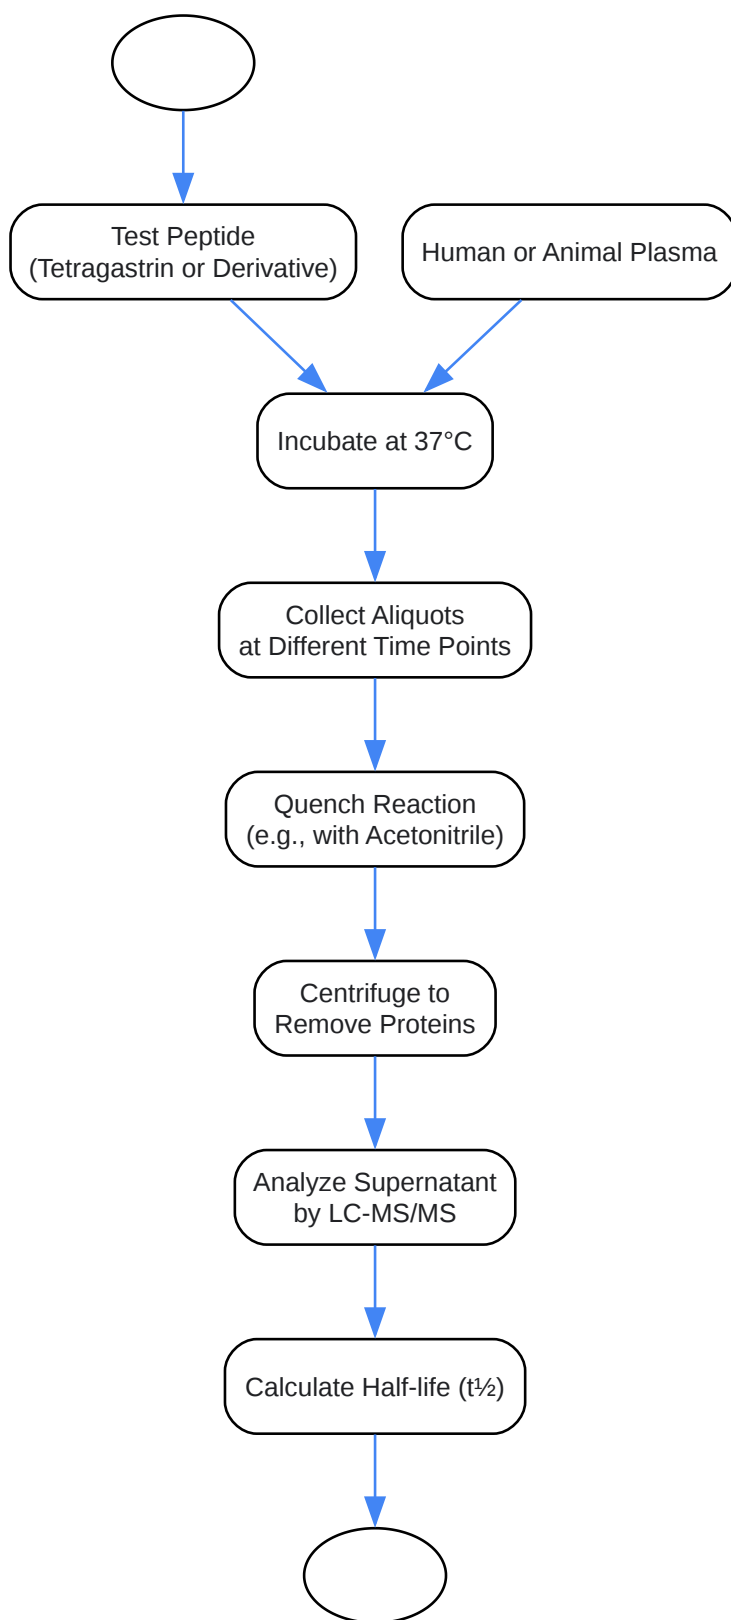 Test Peptide
(Tetragastrin or Derivative)
Human or Animal Plasma
Incubate at 37°C
Collect Aliquots
at Different Time Points
Quench Reaction
(e.g., with Acetonitrile)
Centrifuge to
Remove Proteins
Analyze Supernatant
by LC-MS/MS
Calculate Half-life (t½)